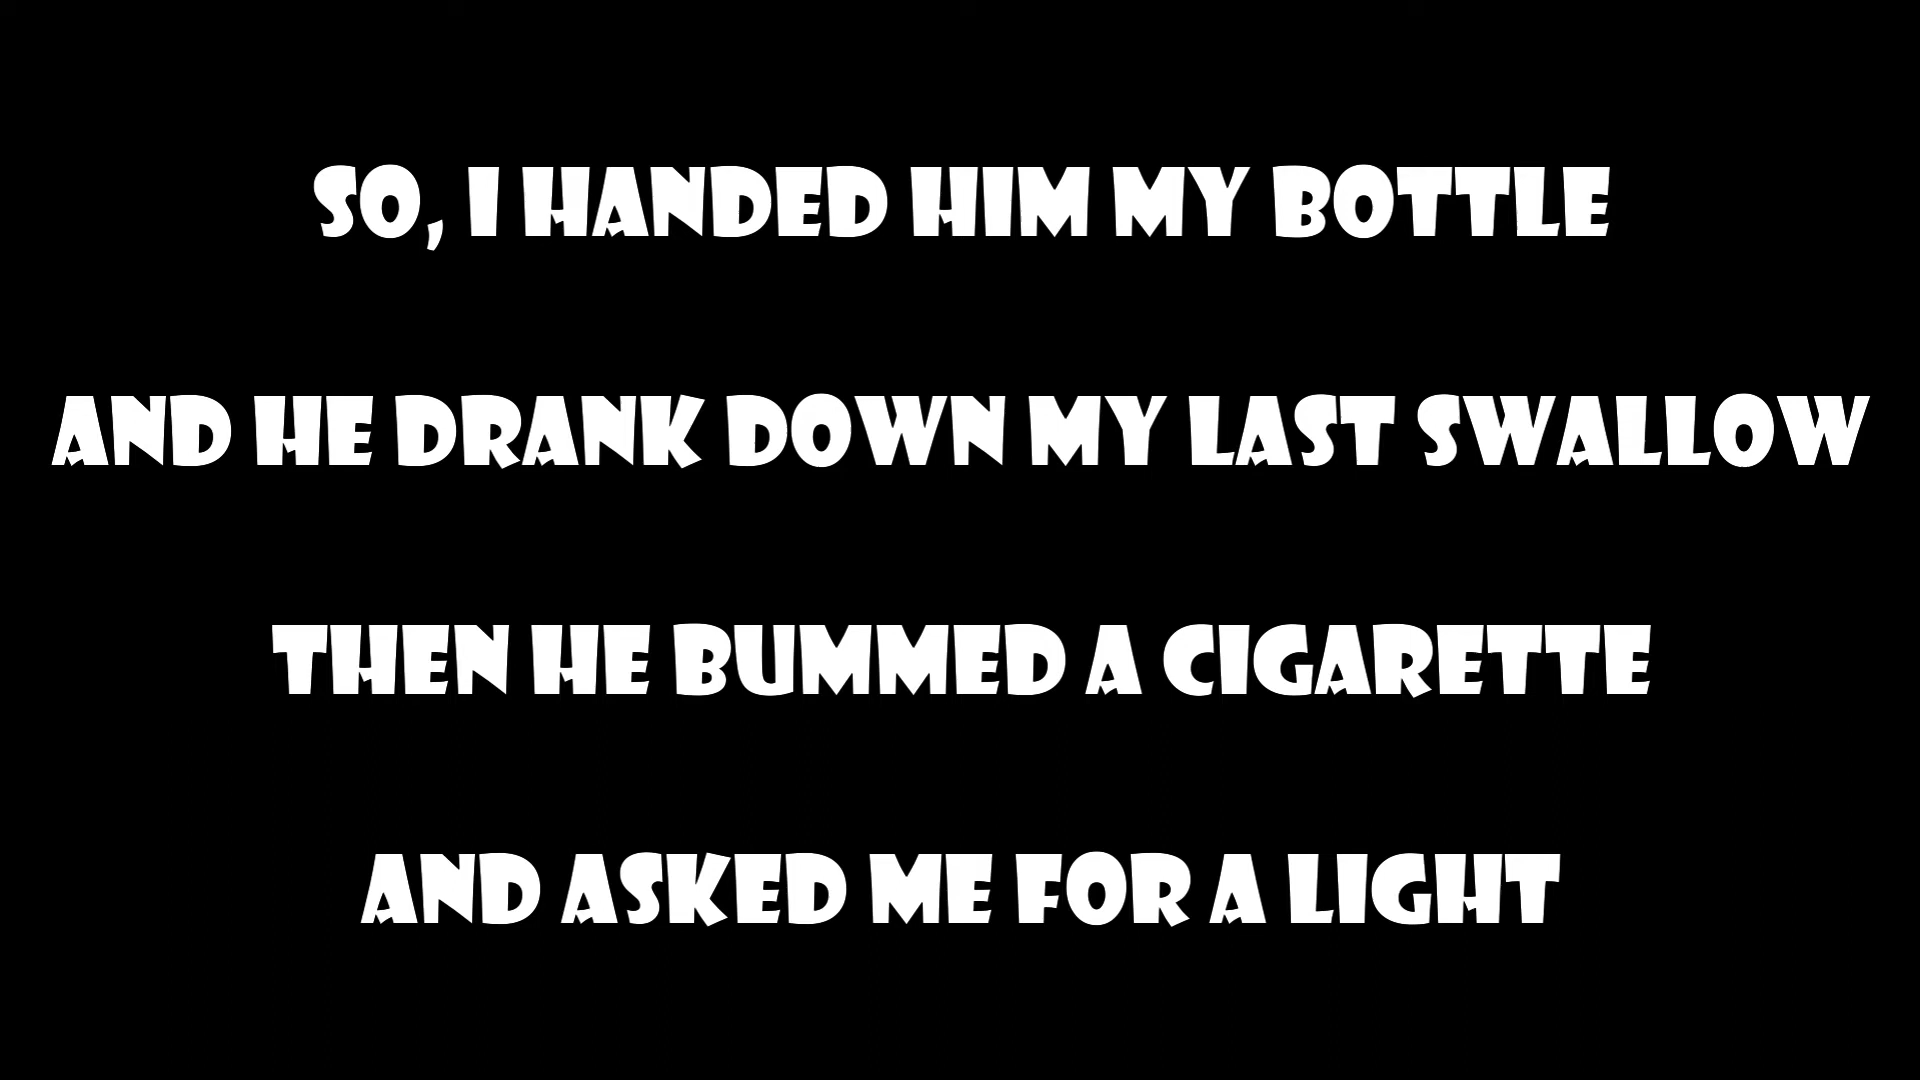 SO, I HANDED HIM MY BOTTLE
AND HE DRANK DOWN MY LAST SWALLOW
THEN HE BUMMED A CIGARETTE
AND ASKED ME FOR A LIGHT